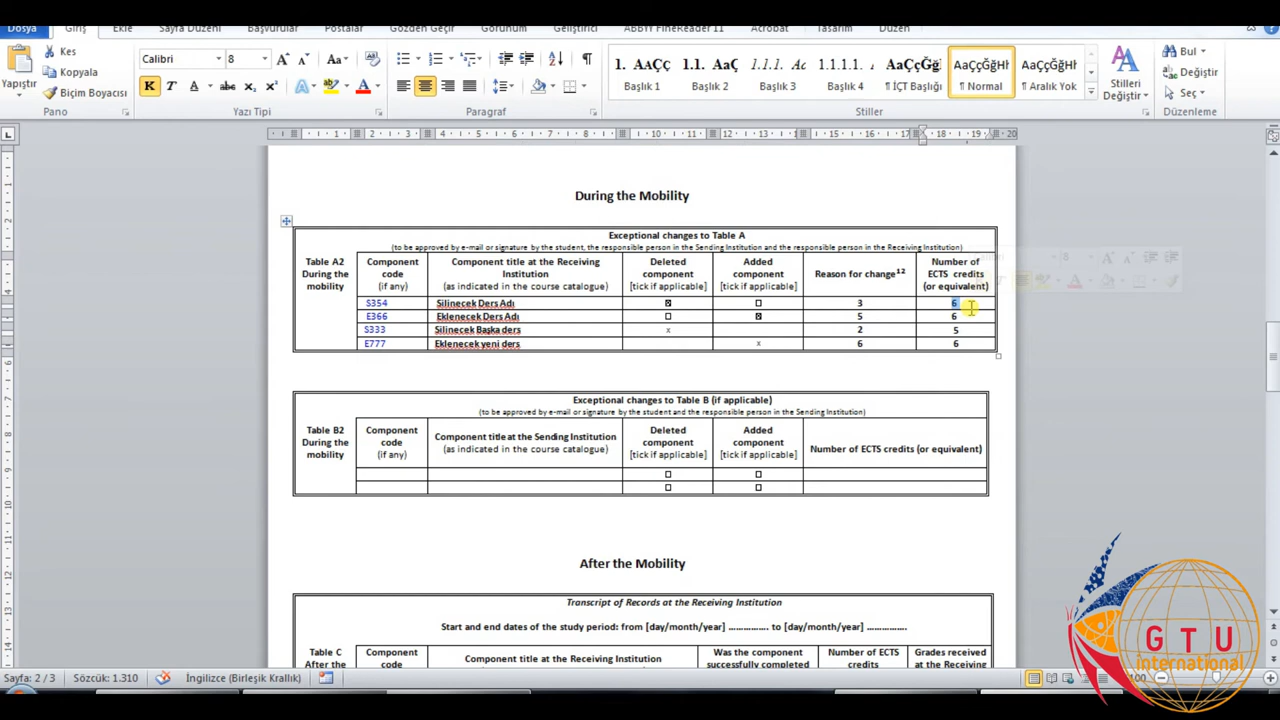 Dosya Giriş Ekle Sayfa Düzeni Başvurular Postalar Gözden Geçir Görünüm Geliştirici ABBYY FineReader 11 Acrobat Tasarım Düzen
Yapıştır
Kes
Kopyala
Biçim Boyacısı
Pano
Calibri 8
K T A abc x₂ x²
Yazı Tipi
Paragraf
1. AaÇç 1.1. AaÇ 1.1.1. Ac 1.1.1.1. A AaÇçĞğ AaÇçĞğHł AaÇçĞğHł
Başlık 1 Başlık 2 Başlık 3 Başlık 4 ¶ İÇT Başlığı ¶ Normal ¶ Aralık Yok
Stilleri Değiştir
Stiller
Bul
Değiştir
Seç
Düzenleme
During the Mobility
Exceptional changes to Table A
(to be approved by e-mail or signature by the student, the responsible person in the Sending Institution and the responsible person in the Receiving Institution)
Table A2 During the mobility
Component code (if any)
Component title at the Receiving Institution (as indicated in the course catalogue)
Deleted component [tick if applicable]
Added component [tick if applicable]
Reason for change¹²
Number of ECTS credits (or equivalent)
S354 Silinecek Ders Adı ☒ ☐ 3 6
E366 Eklenecek Ders Adı ☐ ☒ 5 6
S333 Silinecek Başka ders x 2 5
E777 Eklenecek yeni ders x 6 6
Exceptional changes to Table B (if applicable)
(to be approved by e-mail or signature by the student and the responsible person in the Sending Institution)
Table B2 During the mobility
Component code (if any)
Component title at the Sending Institution (as indicated in the course catalogue)
Deleted component [tick if applicable]
Added component [tick if applicable]
Number of ECTS credits (or equivalent)
☐ ☐
☐ ☐
After the Mobility
Transcript of Records at the Receiving Institution
Start and end dates of the study period: from [day/month/year] ……………. to [day/month/year] …………….
Table C After the
Component code
Component title at the Receiving Institution
Was the component successfully completed
Number of ECTS credits
Grades received at the Receiving
Sayfa: 2 / 3 Sözcük: 1.310 İngilizce (Birleşik Krallık)
GTU
international